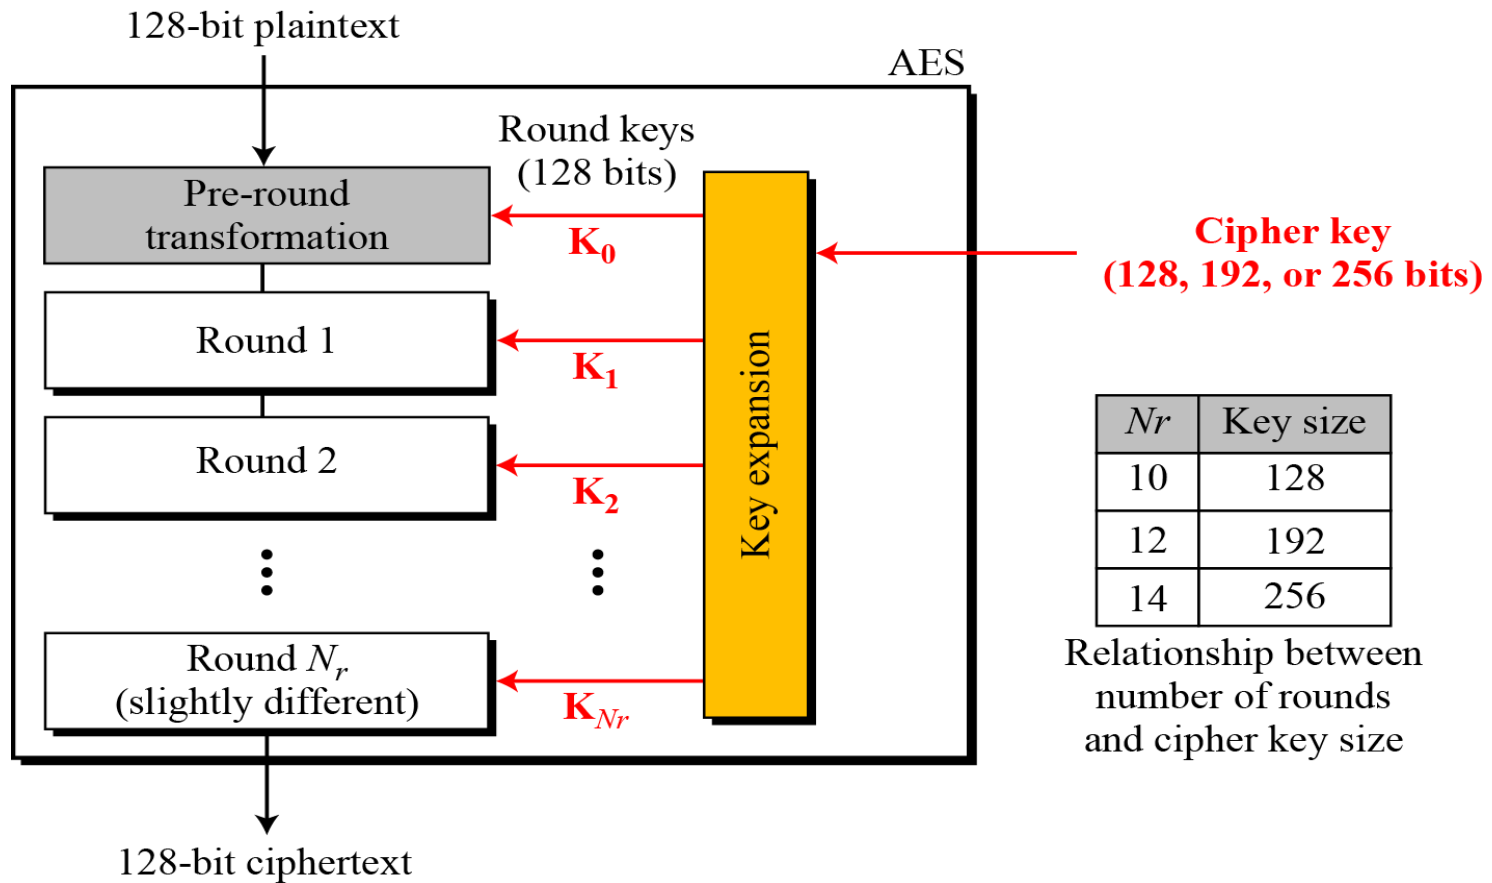 128-bit plaintext
AES
Round keys
(128 bits)
Pre-round
transformation
K0
Cipher key
(128, 192, or 256 bits)
Round 1
K1
Round 2
K2
Key expansion
Round Nr
(slightly different)
KNr
128-bit ciphertext
Nr Key size
10 128
12 192
14 256
Relationship between
number of rounds
and cipher key size